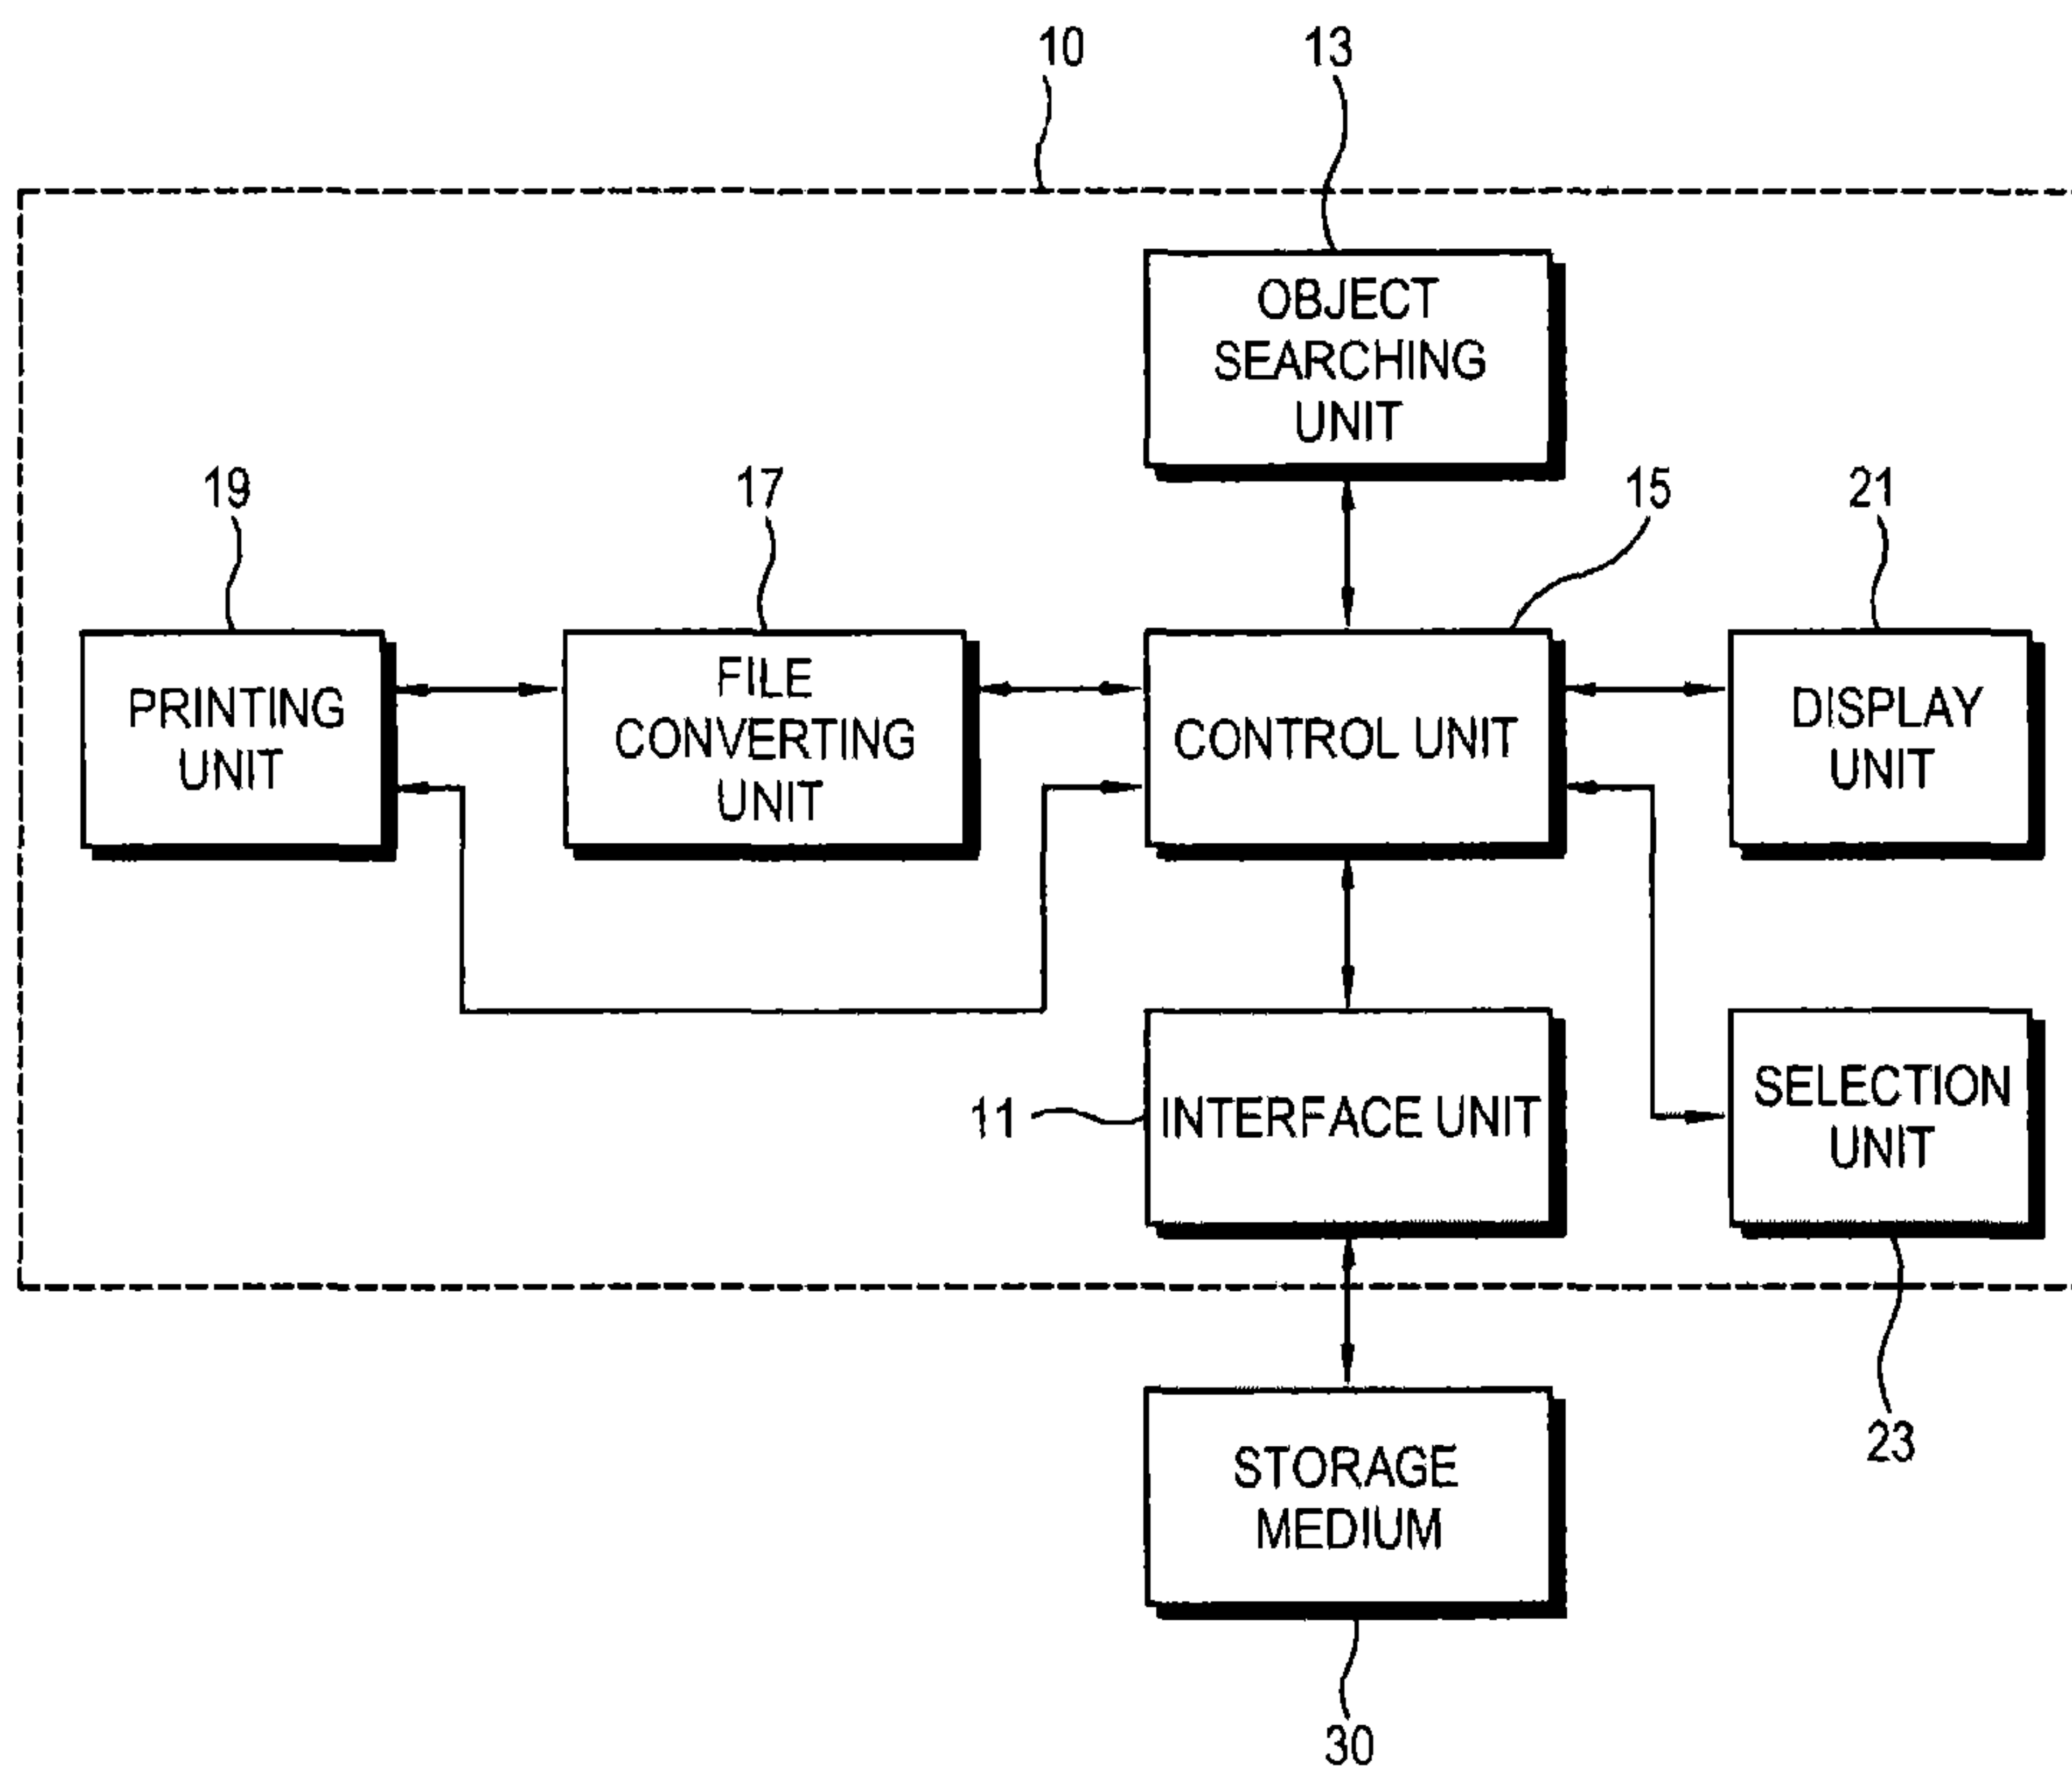 10
13
OBJECT
SEARCHING
UNIT
19
17
15
21
PRINTING
UNIT
FILE
CONVERTING
UNIT
CONTROL UNIT
DISPLAY
UNIT
11
INTERFACE UNIT
SELECTION
UNIT
STORAGE
MEDIUM
23
30